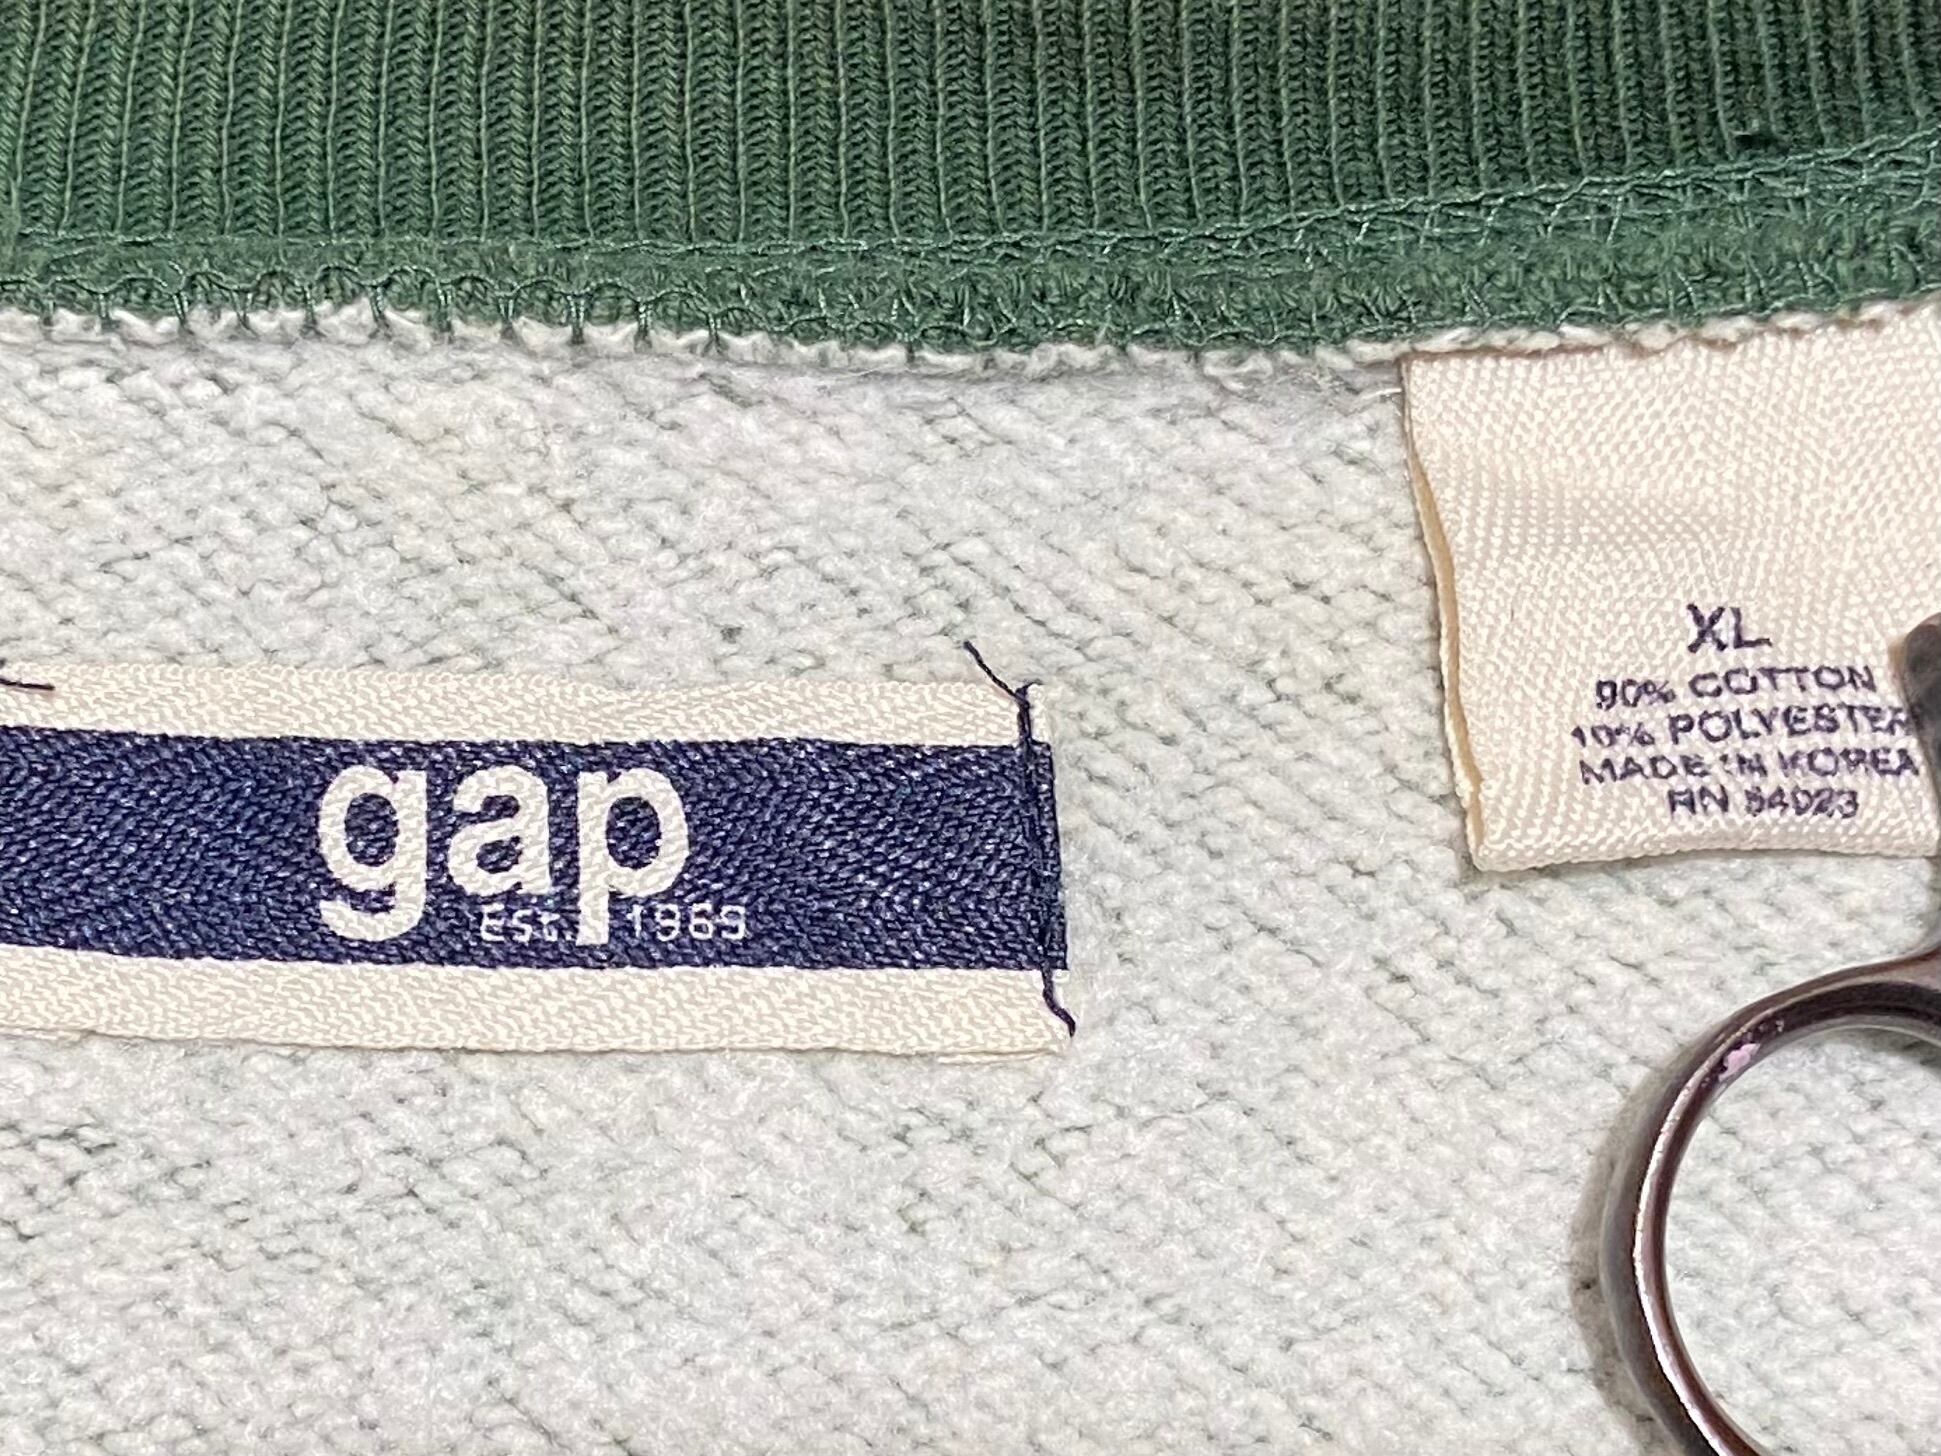 gap
Est. 1969
XL
90% COTTON
10% POLYESTER
MADE IN KOREA
RN 54023